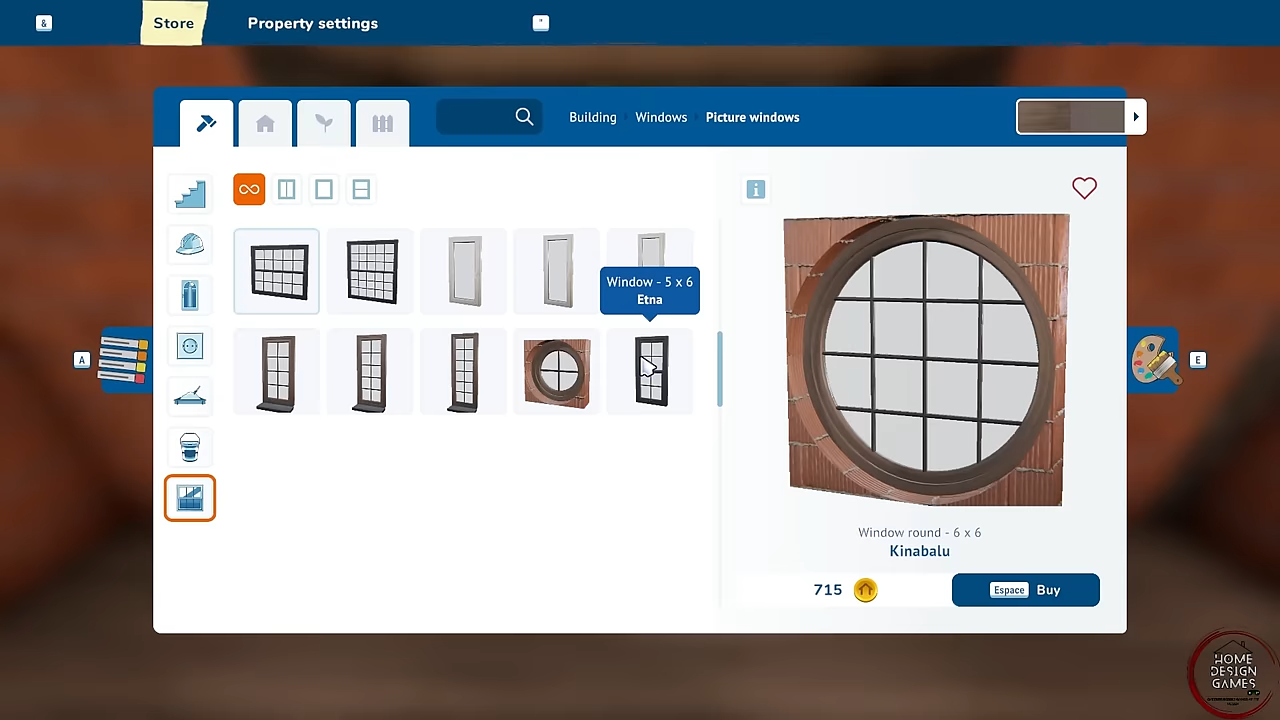 &
Store
Property settings
"
Building
Windows
Picture windows
Window - 5 x 6
Etna
A
E
Window round - 6 x 6
Kinabalu
715
Espace
Buy
HOME
DESIGN
GAMES